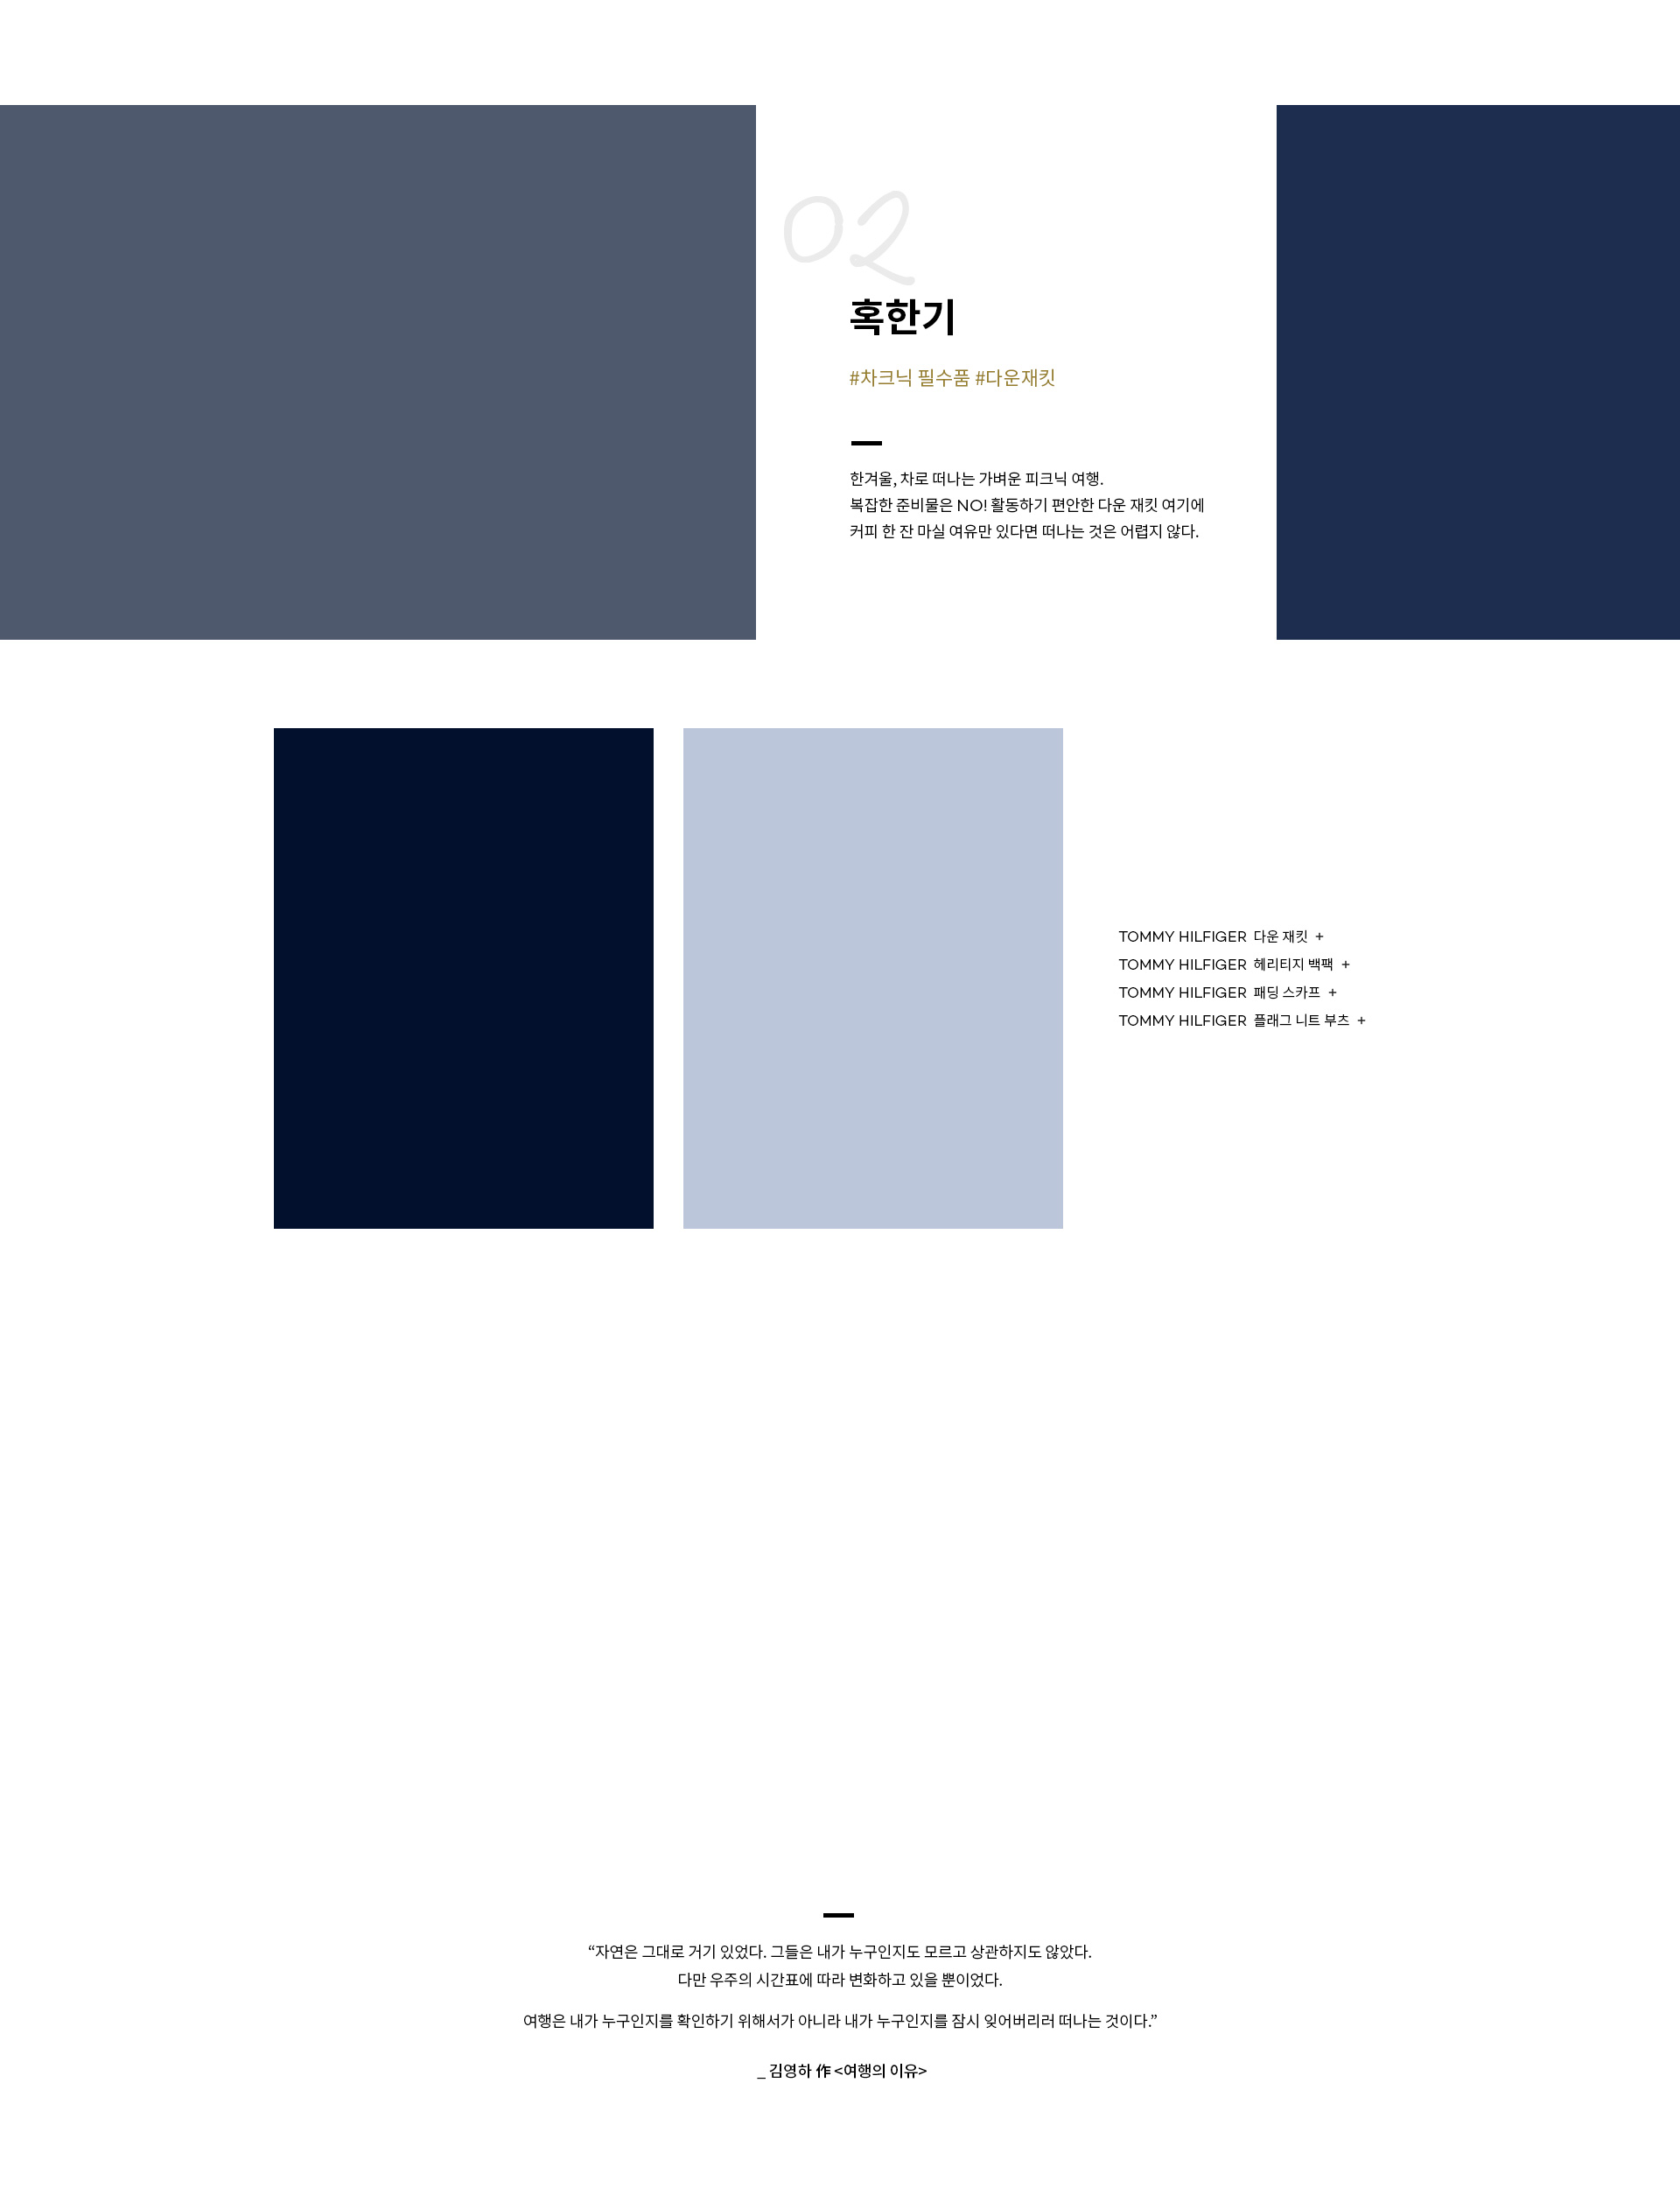 02
혹한기
#차크닉 필수품 #다운재킷
한겨울, 차로 떠나는 가벼운 피크닉 여행.
복잡한 준비물은 NO! 활동하기 편안한 다운 재킷 여기에
커피 한 잔 마실 여유만 있다면 떠나는 것은 어렵지 않다.
TOMMY HILFIGER 다운 재킷 +
TOMMY HILFIGER 헤리티지 백팩 +
TOMMY HILFIGER 패딩 스카프 +
TOMMY HILFIGER 플래그 니트 부츠 +
“자연은 그대로 거기 있었다. 그들은 내가 누구인지도 모르고 상관하지도 않았다.
다만 우주의 시간표에 따라 변화하고 있을 뿐이었다.
여행은 내가 누구인지를 확인하기 위해서가 아니라 내가 누구인지를 잠시 잊어버리러 떠나는 것이다.”
_ 김영하 作 <여행의 이유>